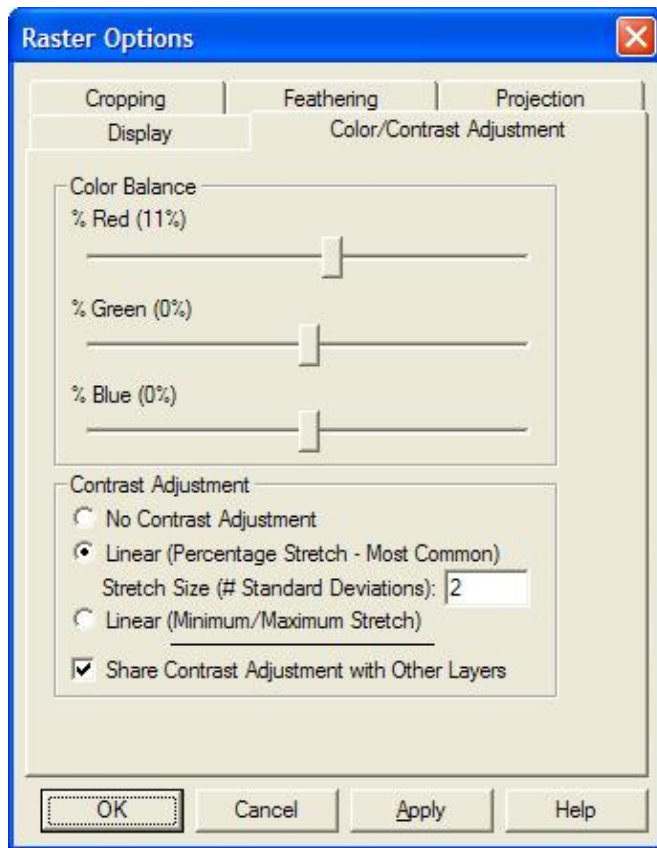 Raster Options
Cropping Feathering Projection
Display Color/Contrast Adjustment
Color Balance
% Red (11%)
% Green (0%)
% Blue (0%)
Contrast Adjustment
No Contrast Adjustment
Linear (Percentage Stretch - Most Common)
Stretch Size (# Standard Deviations): 2
Linear (Minimum/Maximum Stretch)
Share Contrast Adjustment with Other Layers
OK Cancel Apply Help